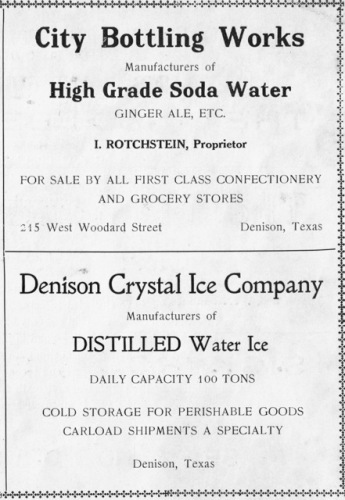 City Bottling Works
Manufacturers of
High Grade Soda Water
GINGER ALE, ETC.
I. ROTCHSTEIN, Proprietor
FOR SALE BY ALL FIRST CLASS CONFECTIONERY
AND GROCERY STORES
215 West Woodard Street Denison, Texas
Denison Crystal Ice Company
Manufacturers of
DISTILLED Water Ice
DAILY CAPACITY 100 TONS
COLD STORAGE FOR PERISHABLE GOODS
CARLOAD SHIPMENTS A SPECIALTY
Denison, Texas